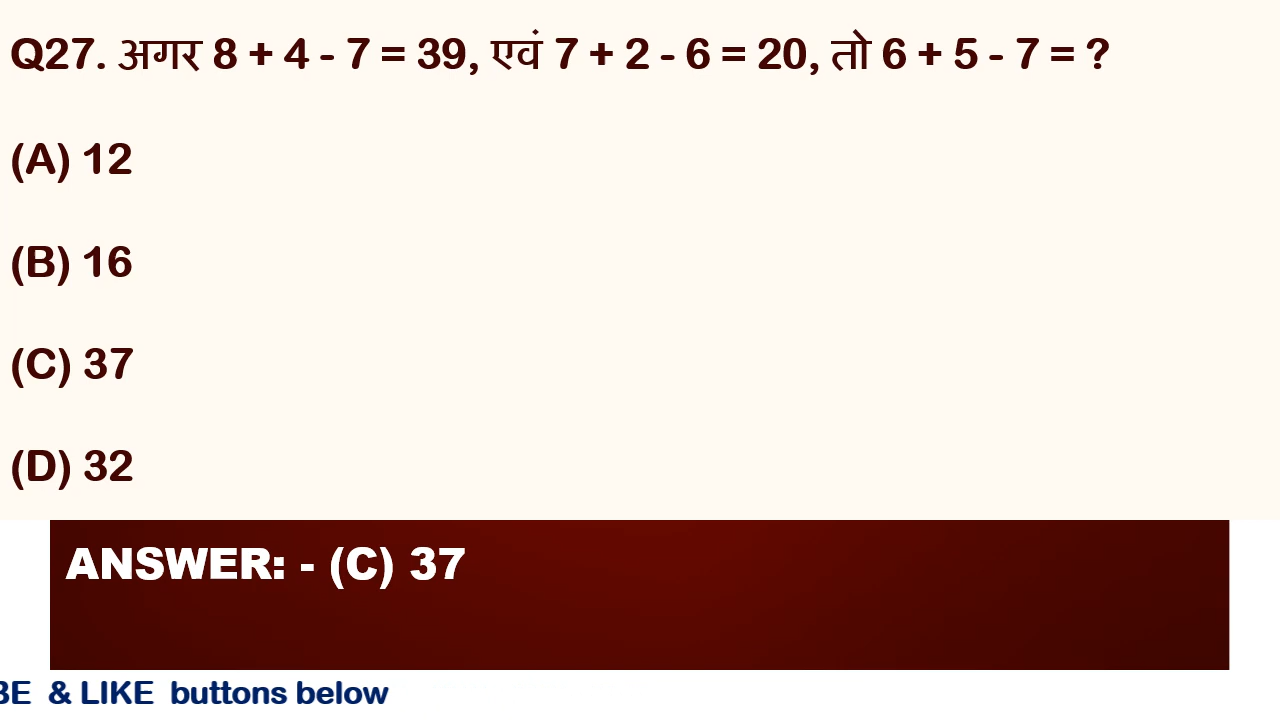 Q27. अगर 8 + 4 - 7 = 39, एवं 7 + 2 - 6 = 20, तो 6 + 5 - 7 = ?
(A) 12
(B) 16
(C) 37
(D) 32
ANSWER: - (C) 37
BE & LIKE buttons below